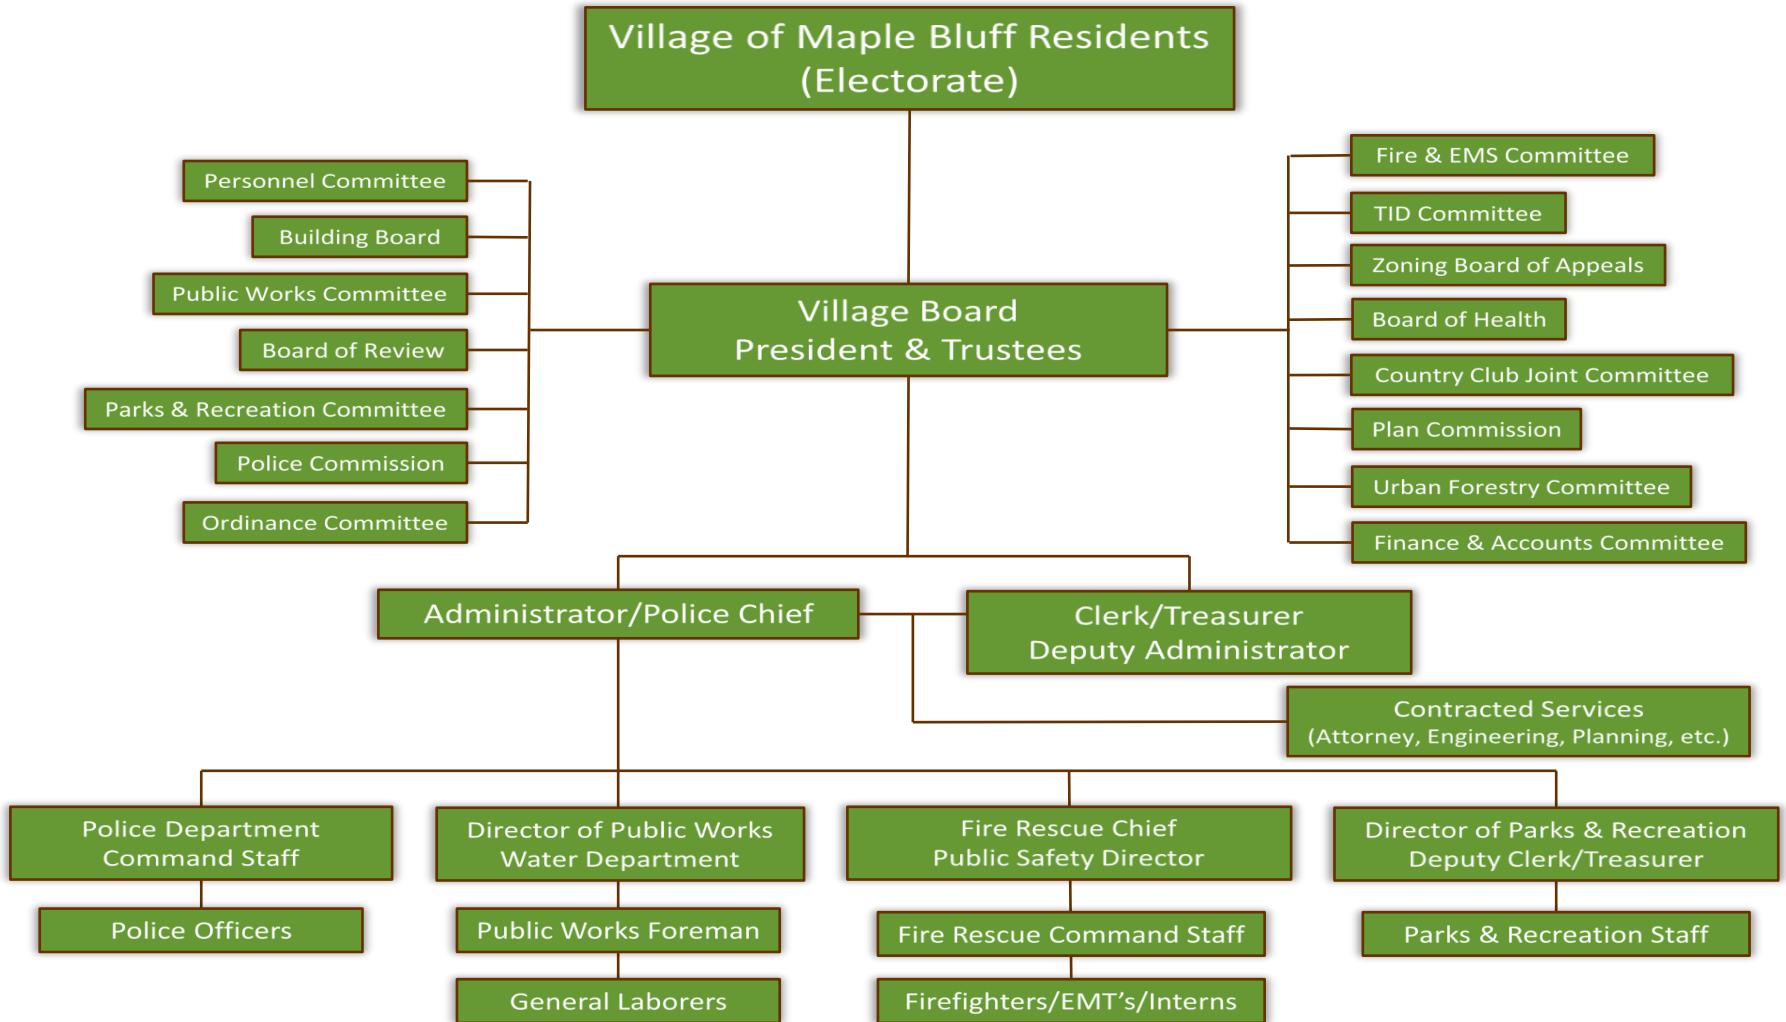 Village of Maple Bluff Residents
(Electorate)
Personnel Committee
Building Board
Public Works Committee
Board of Review
Parks & Recreation Committee
Police Commission
Ordinance Committee
Village Board
President & Trustees
Fire & EMS Committee
TID Committee
Zoning Board of Appeals
Board of Health
Country Club Joint Committee
Plan Commission
Urban Forestry Committee
Finance & Accounts Committee
Administrator/Police Chief
Clerk/Treasurer
Deputy Administrator
Contracted Services
(Attorney, Engineering, Planning, etc.)
Police Department
Command Staff
Police Officers
Director of Public Works
Water Department
Public Works Foreman
General Laborers
Fire Rescue Chief
Public Safety Director
Fire Rescue Command Staff
Firefighters/EMT’s/Interns
Director of Parks & Recreation
Deputy Clerk/Treasurer
Parks & Recreation Staff